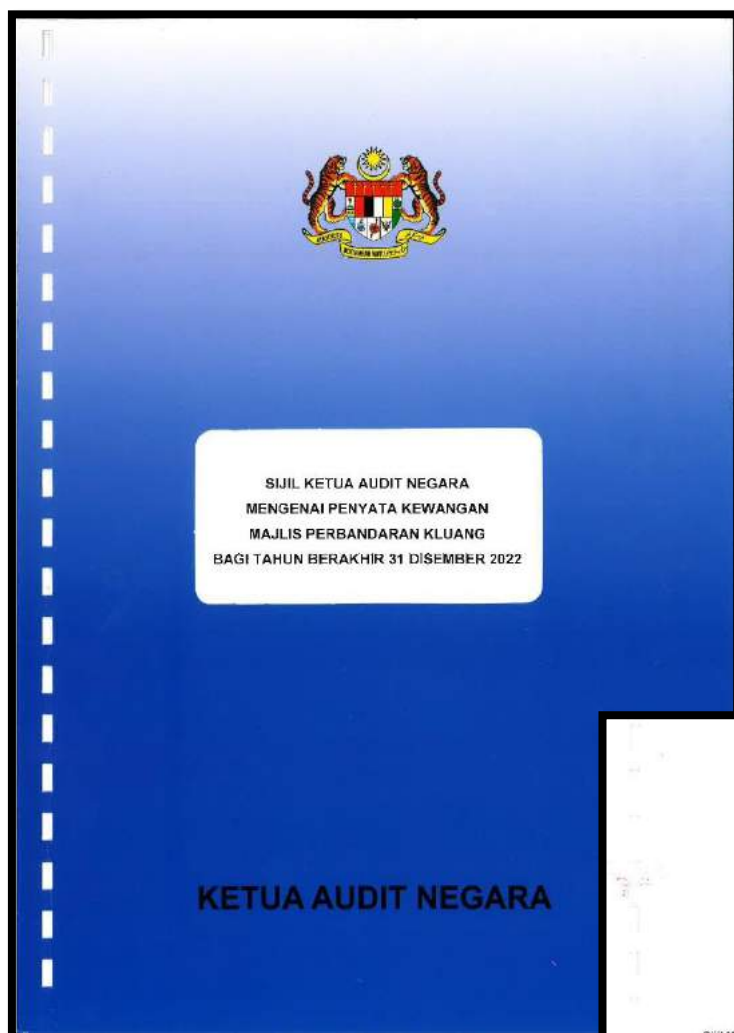 SIJIL KETUA AUDIT NEGARA
MENGENAI PENYATA KEWANGAN
MAJLIS PERBANDARAN KLUANG
BAGI TAHUN BERAKHIR 31 DISEMBER 2022
KETUA AUDIT NEGARA